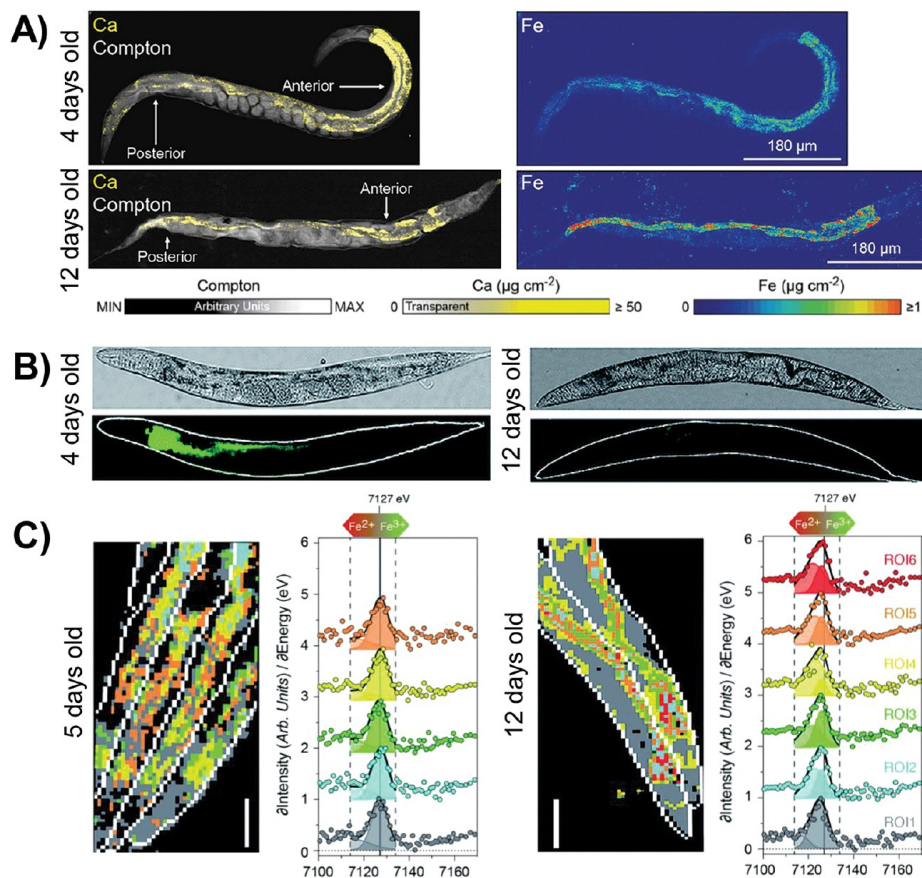 A)
4 days old
Ca
Compton
Anterior
Posterior
Fe
180 µm
12 days old
Ca
Compton
Anterior
Posterior
Fe
180 µm
Compton
MIN Arbitrary Units MAX
Ca (µg cm-2)
0 Transparent ≥ 50
Fe (µg cm-2)
0 ≥1
B)
4 days old
12 days old
C)
5 days old
7127 eV
Fe2+ Fe3+
∂Intensity (Arb. Units) / ∂Energy (eV)
6
5
4
3
2
1
0
7100 7120 7140 7160
12 days old
7127 eV
Fe2+ Fe3+
∂Intensity (Arb. Units) / ∂Energy (eV)
6
5
4
3
2
1
0
ROI6
ROI5
ROI4
ROI3
ROI2
ROI1
7100 7120 7140 7160